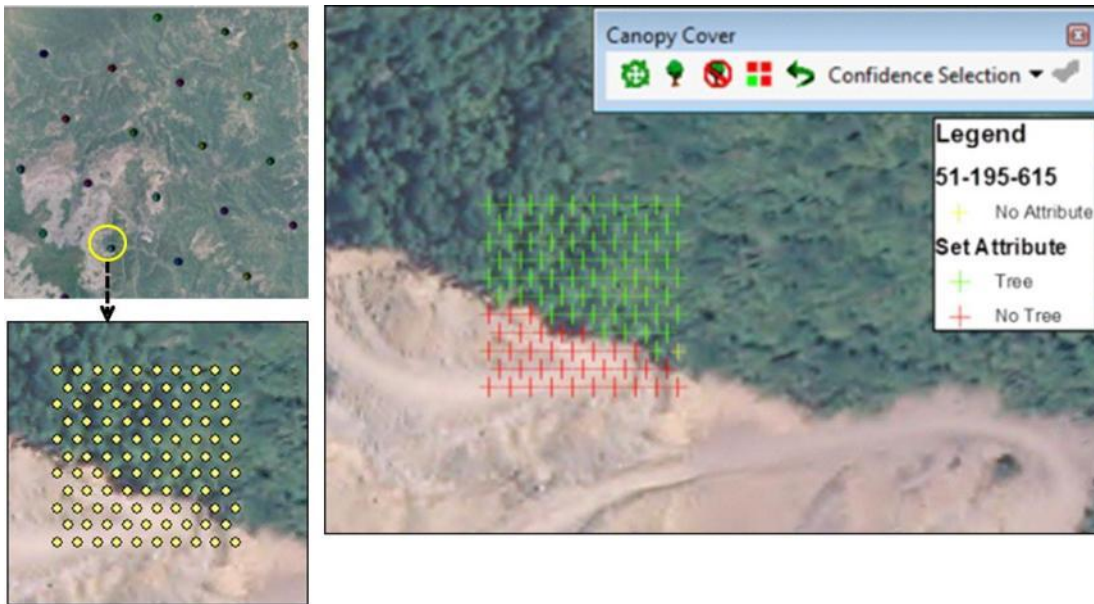 Canopy Cover
Confidence Selection
Legend
51-195-615
No Attribute
Set Attribute
Tree
No Tree